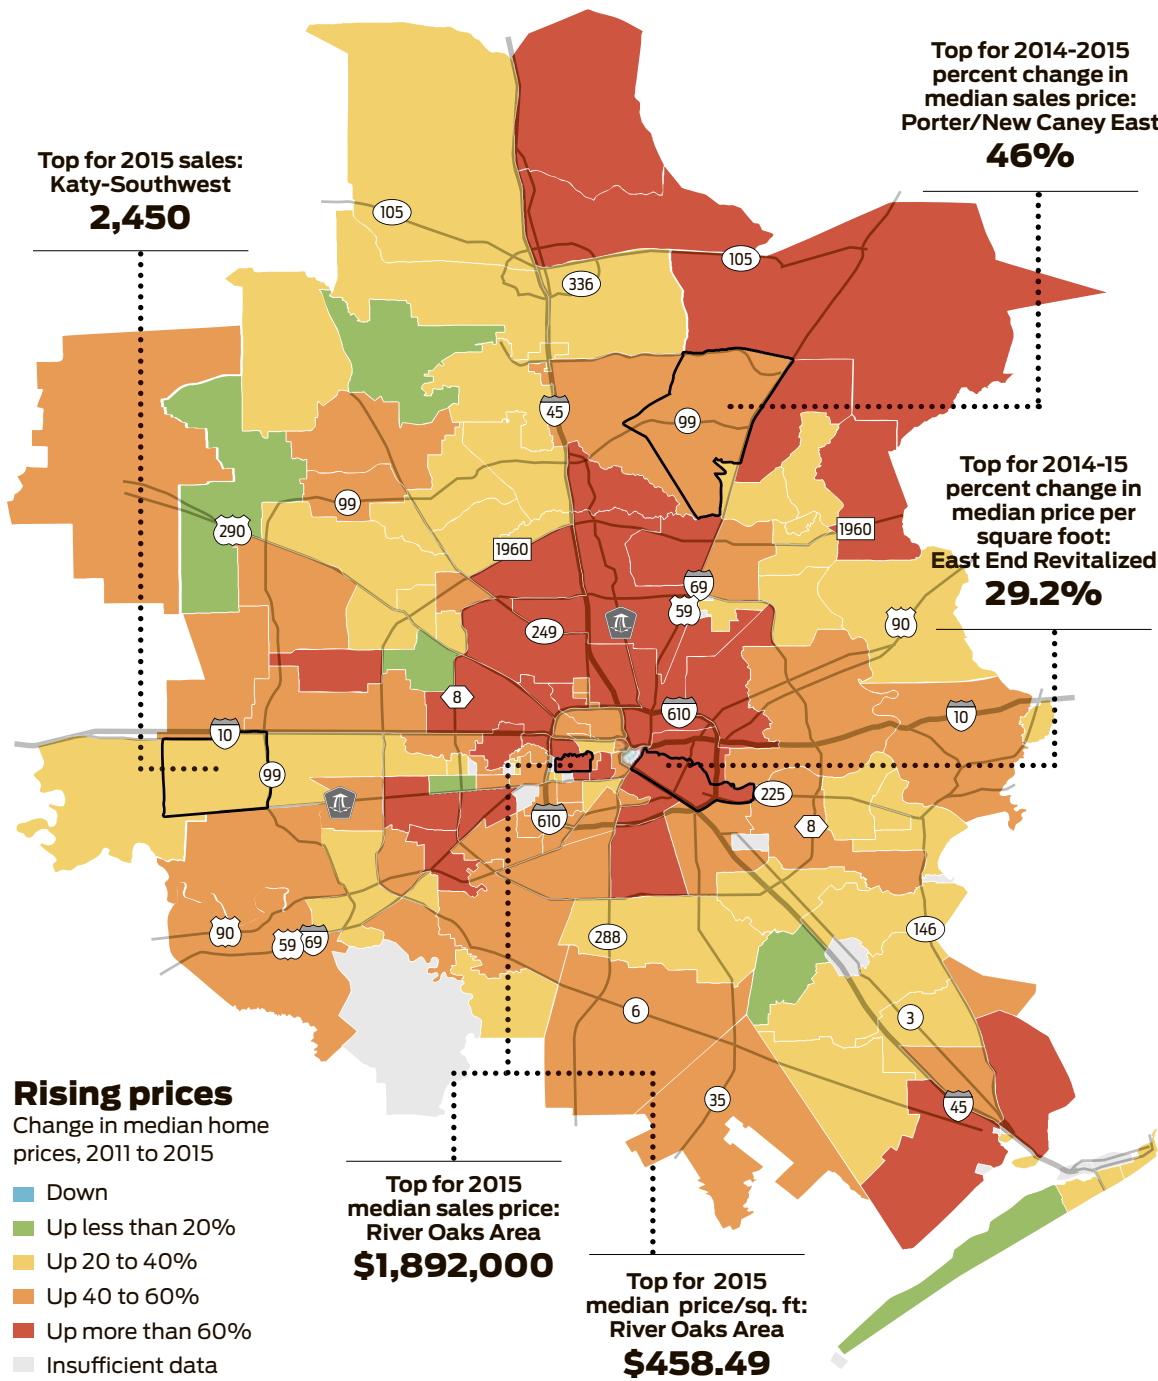 Top for 2014-2015
percent change in
median sales price:
Porter/New Caney East
46%
Top for 2015 sales:
Katy-Southwest
2,450
105
105
336
45
99
Top for 2014-15
percent change in
median price per
square foot:
East End Revitalized
29.2%
99
290
1960
1960
69
59
90
249
8
610
10
10
99
225
610
8
90
59
69
288
146
6
3
35
45
Rising prices
Change in median home
prices, 2011 to 2015
Down
Up less than 20%
Up 20 to 40%
Up 40 to 60%
Up more than 60%
Insufficient data
Top for 2015
median sales price:
River Oaks Area
$1,892,000
Top for 2015
median price/sq. ft:
River Oaks Area
$458.49